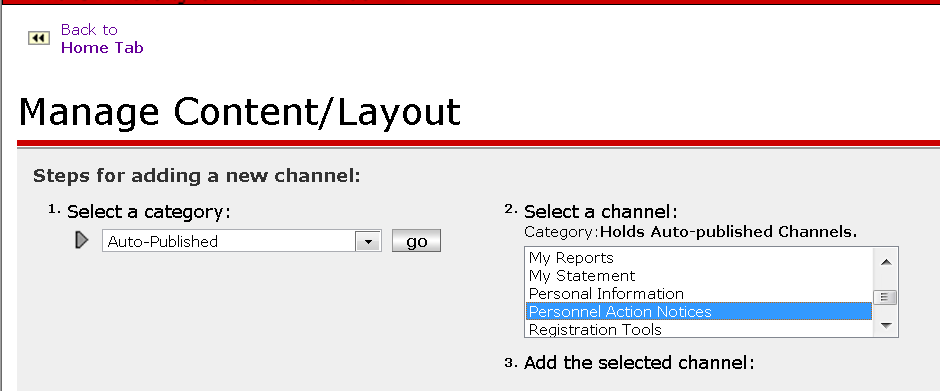 Back to
Home Tab
Manage Content/Layout
Steps for adding a new channel:
1. Select a category:
Auto-Published
go
2. Select a channel:
Category:Holds Auto-published Channels.
My Reports
My Statement
Personal Information
Personnel Action Notices
Registration Tools
3. Add the selected channel: